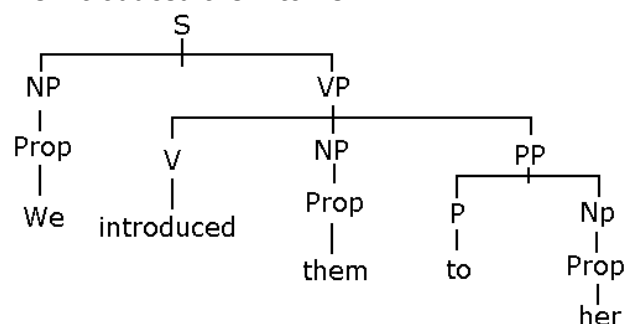 S
NP VP
Prop V NP PP
We introduced Prop P Np
them to Prop
her